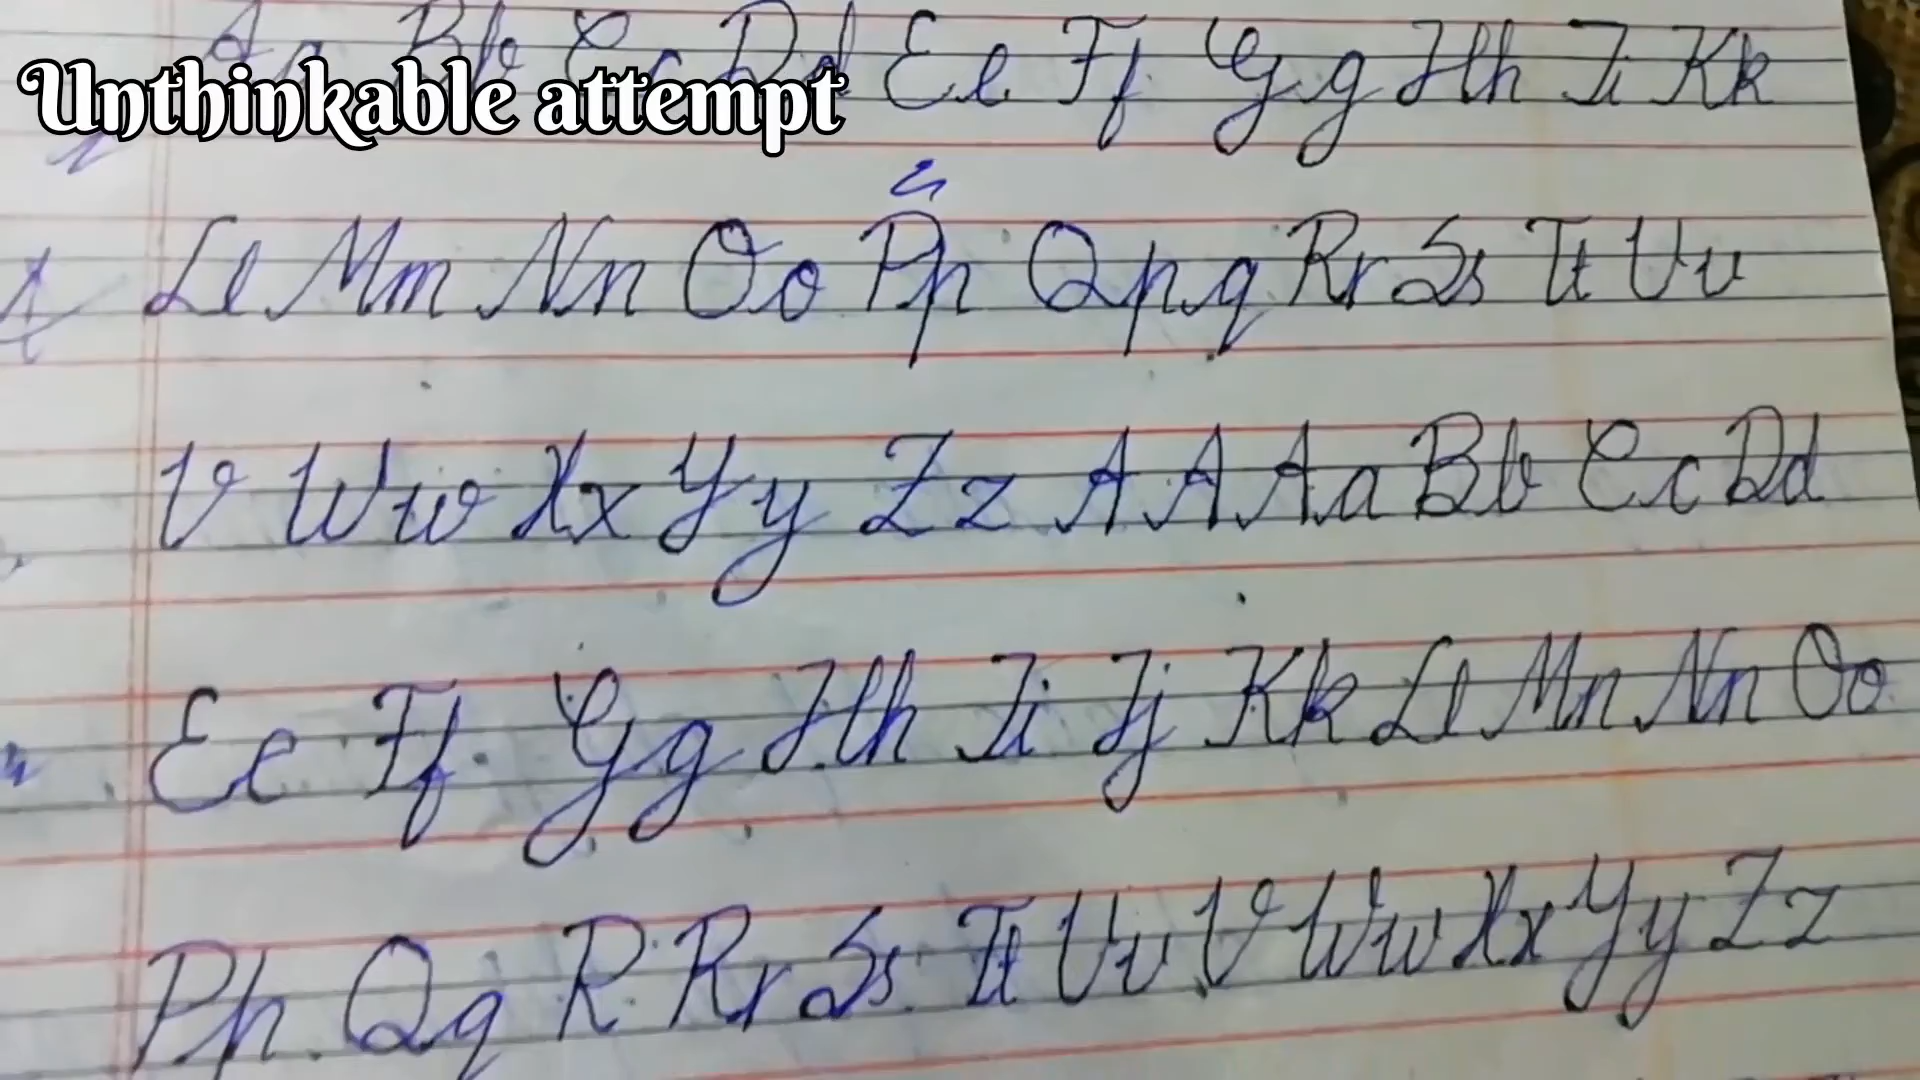 Aa Bb Cc Dd Ee Ff Gg Hh Ii Kk
Unthinkable attempt
Ll Mm Nn Oo Pp Qpq Rr Ss Tt Uu
V Ww Xx Yy Zz A A Aa Bb Cc Dd
Ee Ff Gg Hh Ii Jj Kk Ll Mn Nn Oo
Ph Qq R Rr Ss Tt Uu V Ww Xx Yy Zz